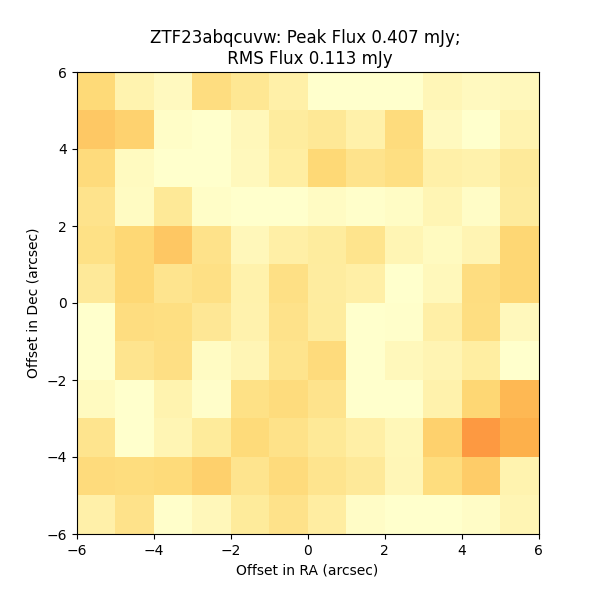 ZTF23abqcuvw: Peak Flux 0.407 mJy;
RMS Flux 0.113 mJy
6
4
2
0
−2
−4
−6
Offset in Dec (arcsec)
−6 −4 −2 0 2 4 6
Offset in RA (arcsec)